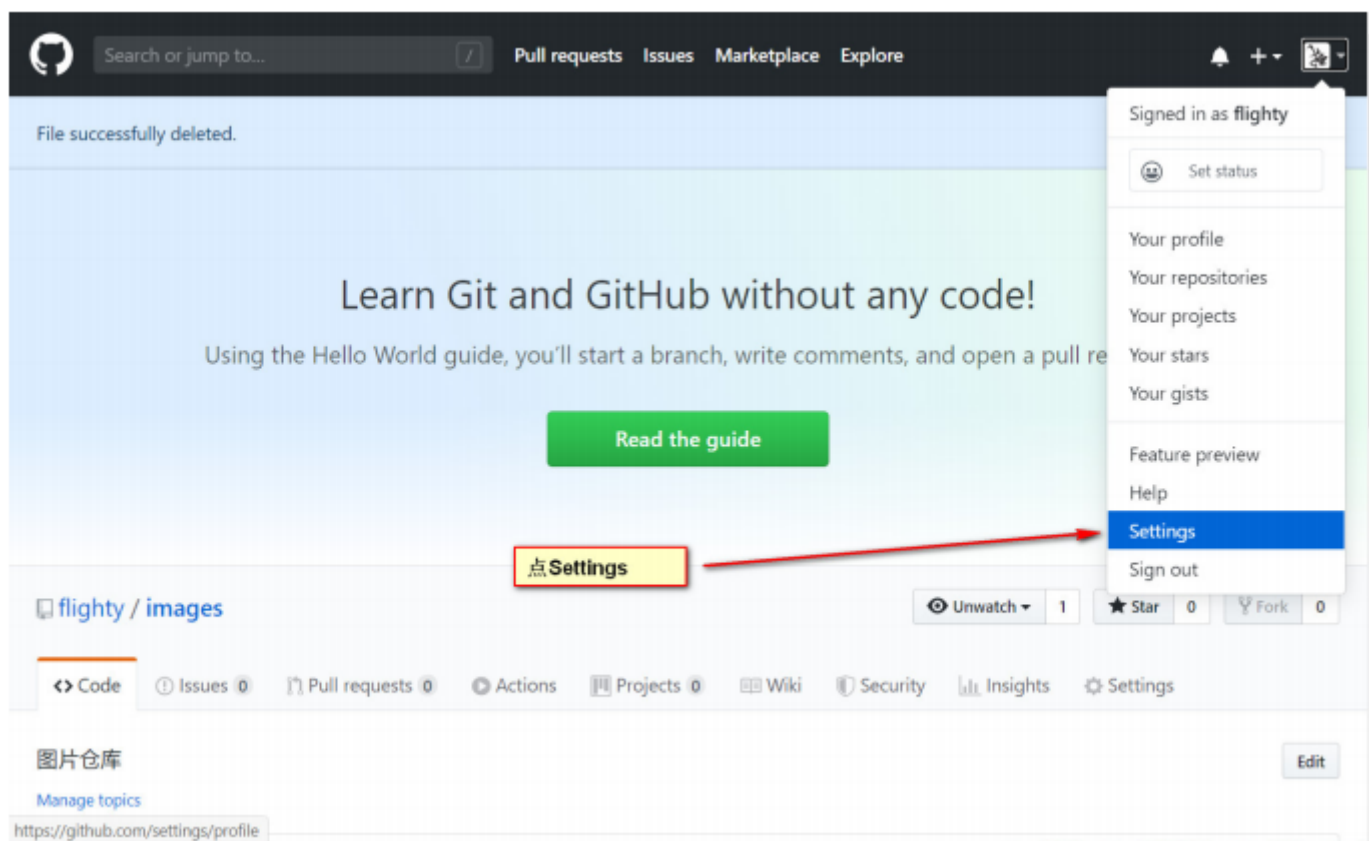 Search or jump to... / Pull requests Issues Marketplace Explore
File successfully deleted.
Signed in as flighty
Set status
Your profile
Your repositories
Your projects
Your stars
Your gists
Feature preview
Help
Settings
Sign out
Learn Git and GitHub without any code!
Using the Hello World guide, you'll start a branch, write comments, and open a pull re
Read the guide
点Settings
flighty / images
Unwatch 1 Star 0 Fork 0
Code Issues 0 Pull requests 0 Actions Projects 0 Wiki Security Insights Settings
图片仓库
Edit
Manage topics
https://github.com/settings/profile